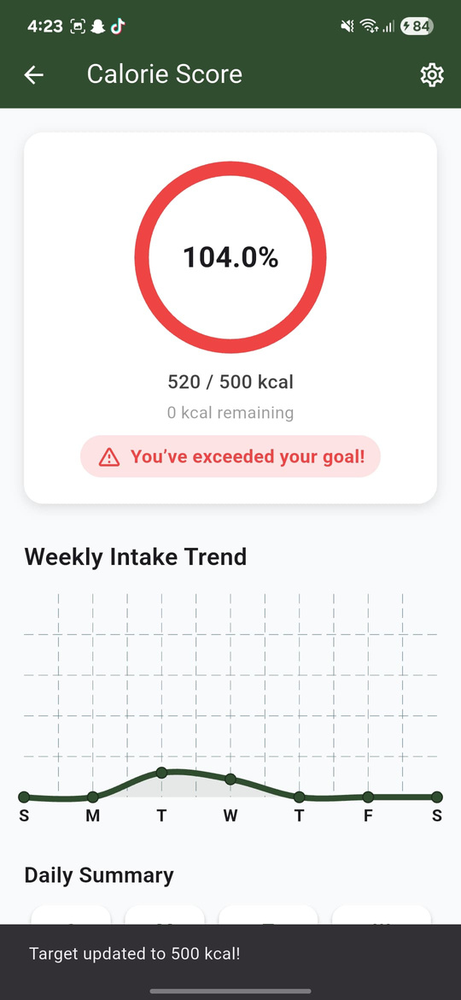 4:23
84
Calorie Score
104.0%
520 / 500 kcal
0 kcal remaining
You’ve exceeded your goal!
Weekly Intake Trend
S M T W T F S
Daily Summary
Target updated to 500 kcal!